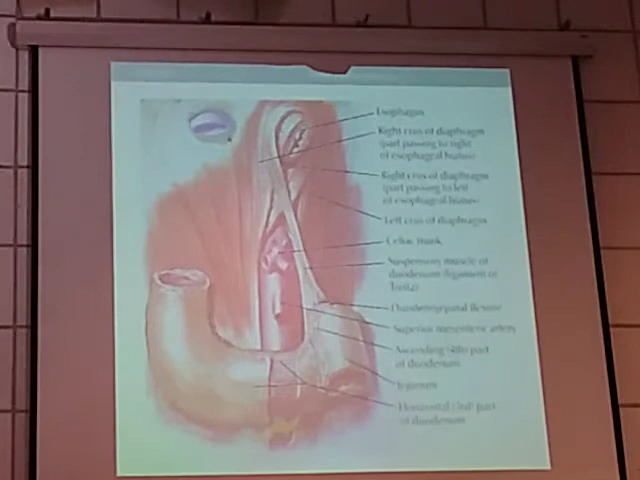 Esophagus
Right crus of diaphragm
(part passing to right
of esophageal hiatus)
Right crus of diaphragm
(part passing to left
of esophageal hiatus)
Left crus of diaphragm
Celiac trunk
Suspensory muscle of
duodenum (ligament of
Treitz)
Duodenojejunal flexure
Superior mesenteric artery
Ascending (4th) part
of duodenum
Jejunum
Horizontal (3rd) part
of duodenum